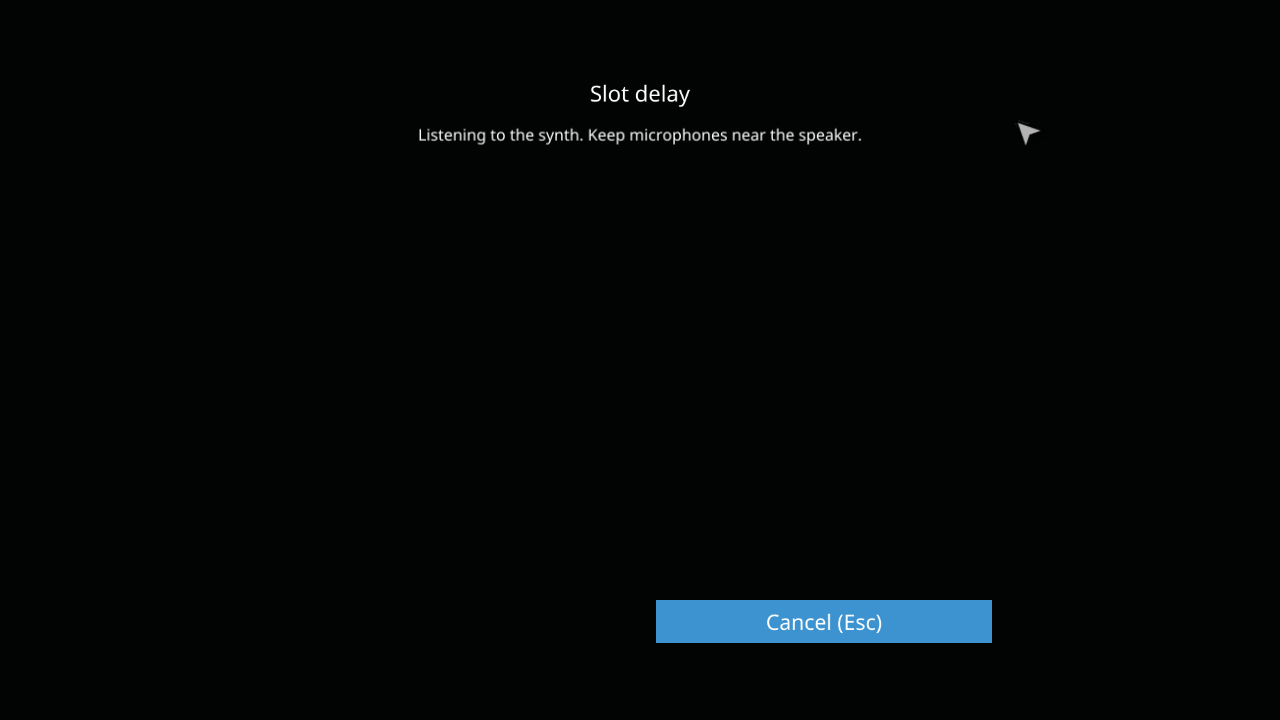 Slot delay
Listening to the synth. Keep microphones near the speaker.
Cancel (Esc)